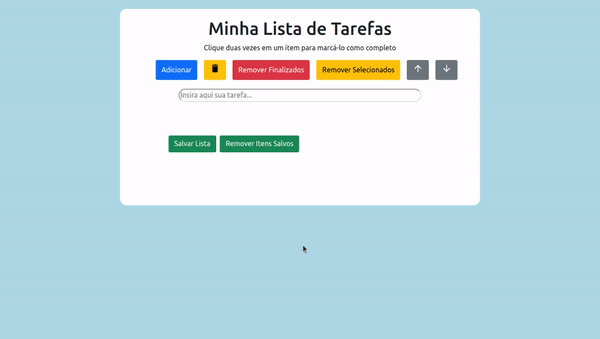 Minha Lista de Tarefas
Clique duas vezes em um item para marcá-lo como completo
Adicionar Remover Finalizados Remover Selecionados
Insira aqui sua tarefa...
Salvar Lista Remover Itens Salvos